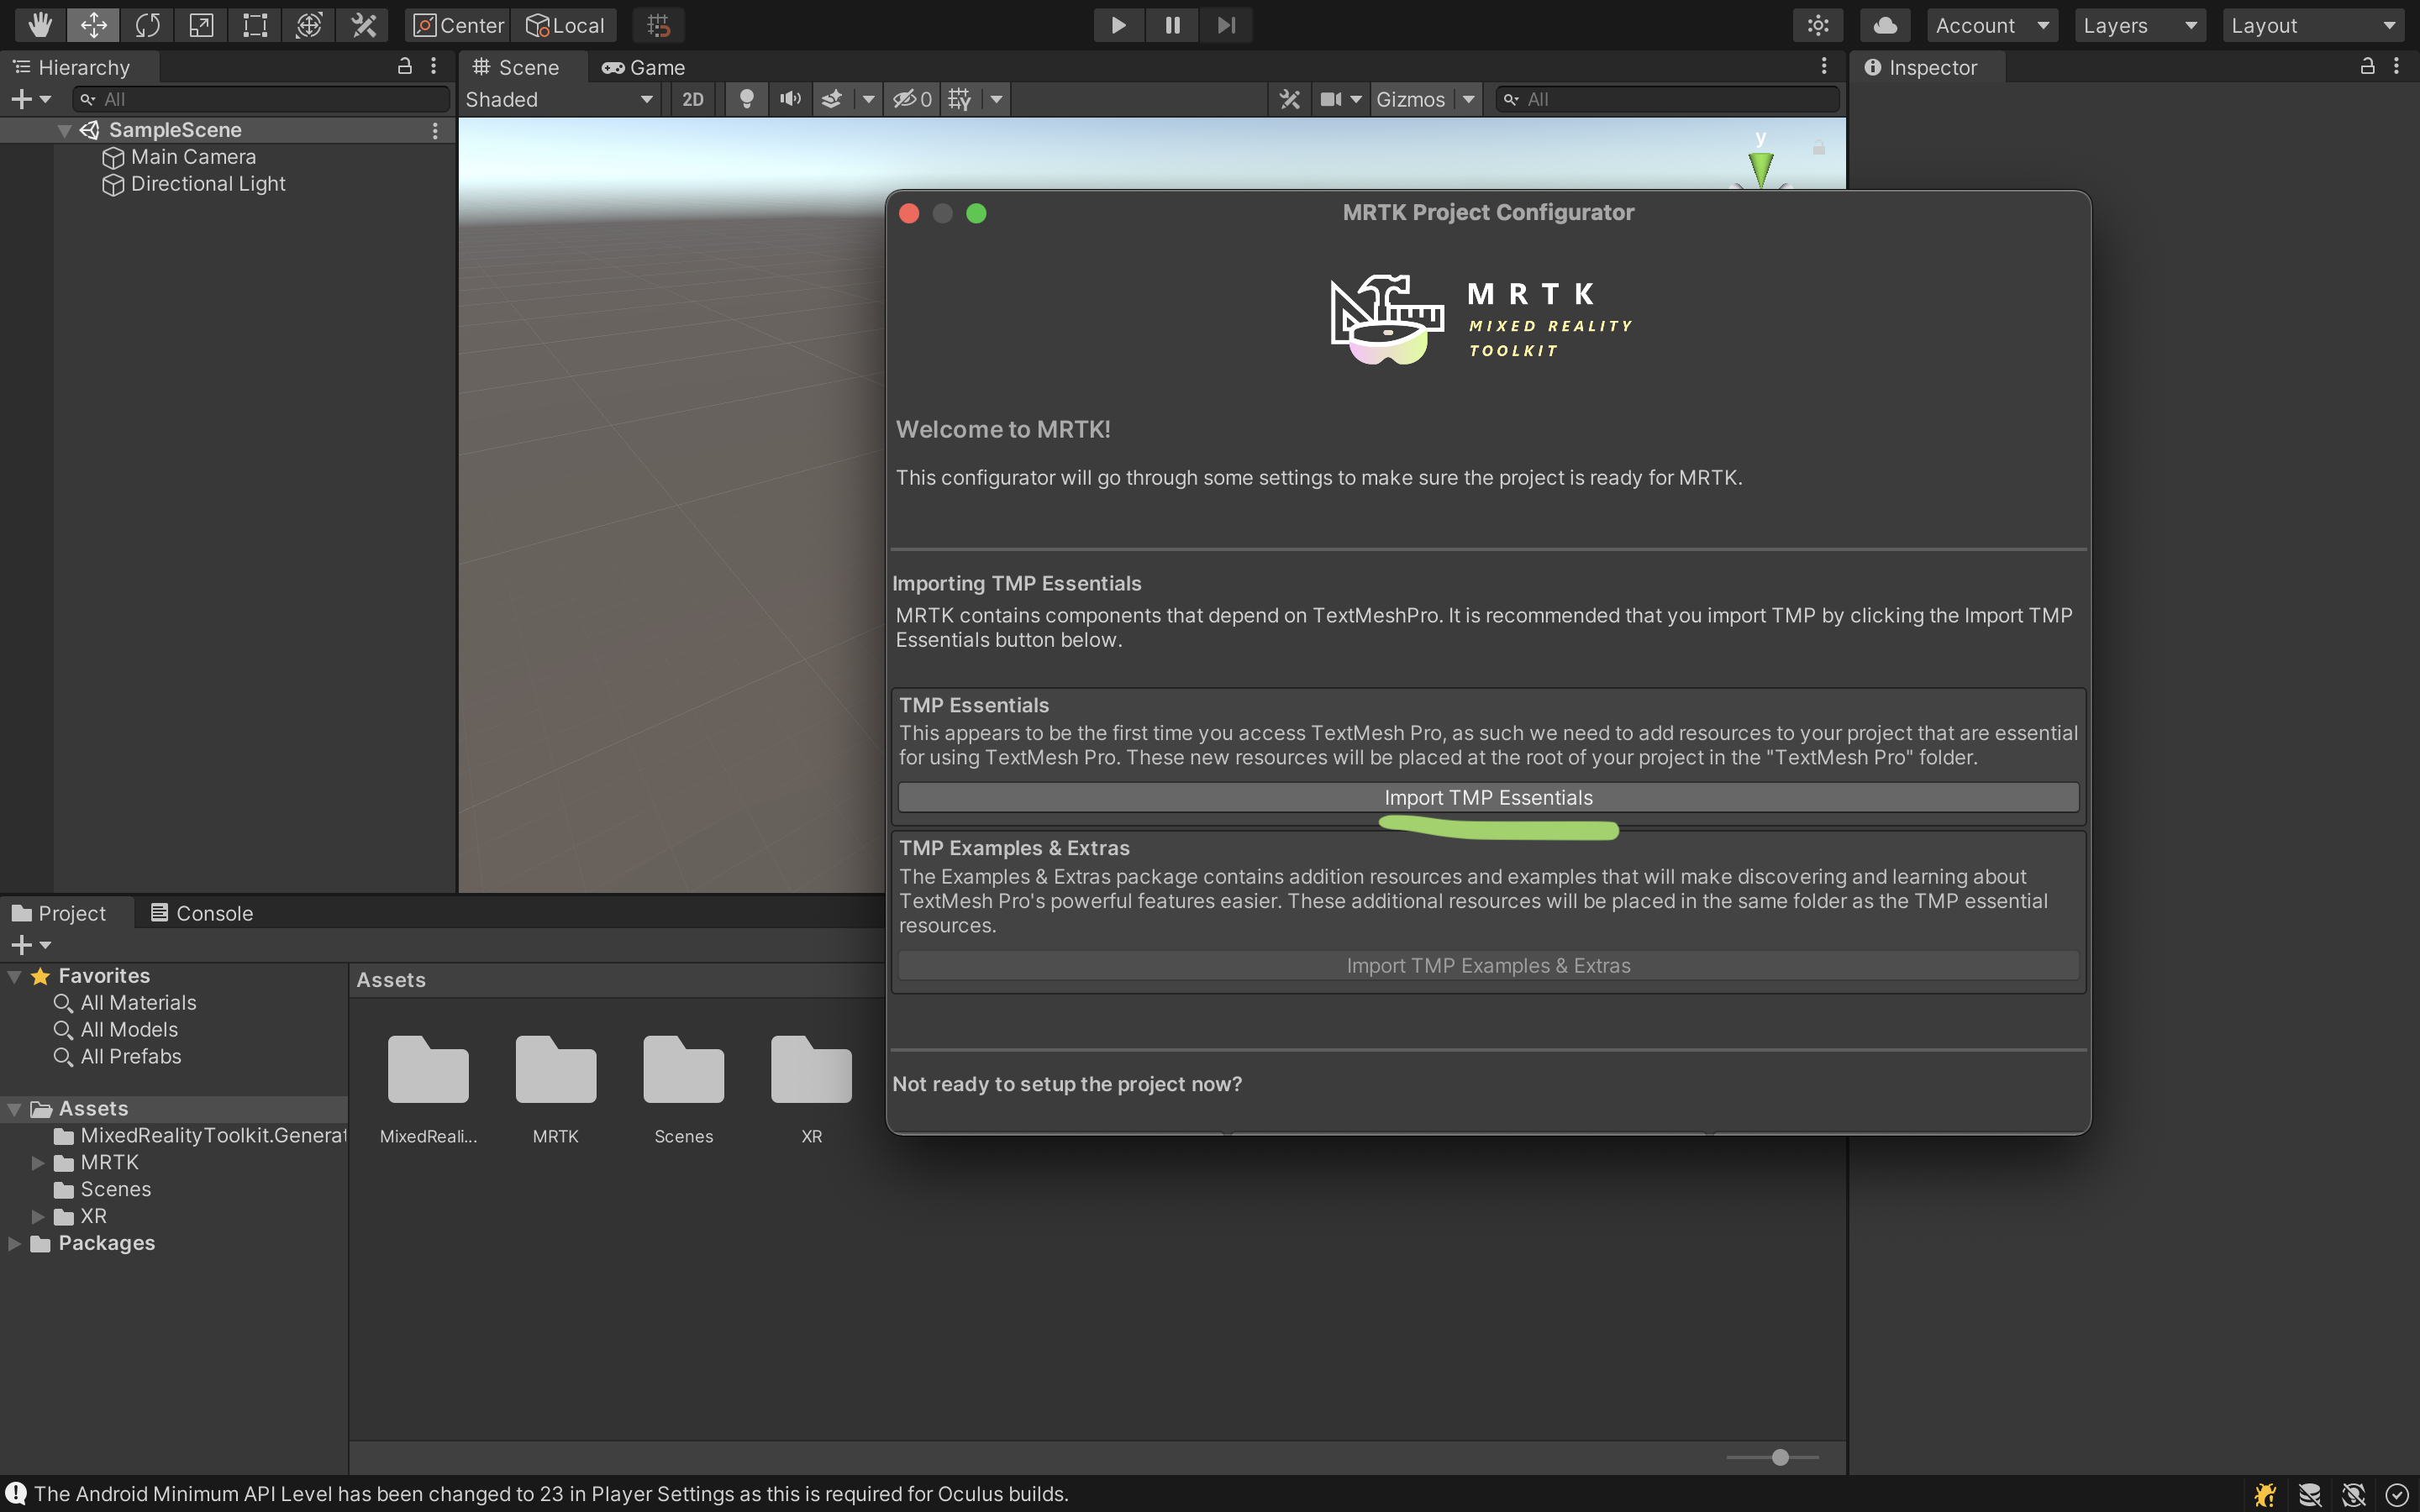 Center
Local
Account
Layers
Layout
Hierarchy
Scene
Game
Inspector
All
Shaded
2D
0
Gizmos
All
SampleScene
Main Camera
Directional Light
y
MRTK Project Configurator
MRTK
MIXED REALITY
TOOLKIT
Welcome to MRTK!
This configurator will go through some settings to make sure the project is ready for MRTK.
Importing TMP Essentials
MRTK contains components that depend on TextMeshPro. It is recommended that you import TMP by clicking the Import TMP
Essentials button below.
TMP Essentials
This appears to be the first time you access TextMesh Pro, as such we need to add resources to your project that are essential
for using TextMesh Pro. These new resources will be placed at the root of your project in the "TextMesh Pro" folder.
Import TMP Essentials
TMP Examples & Extras
The Examples & Extras package contains addition resources and examples that will make discovering and learning about
TextMesh Pro's powerful features easier. These additional resources will be placed in the same folder as the TMP essential
resources.
Import TMP Examples & Extras
Not ready to setup the project now?
Project
Console
Favorites
All Materials
All Models
All Prefabs
Assets
MixedRealityToolkit.Generat
MRTK
Scenes
XR
Packages
Assets
MixedReali...
MRTK
Scenes
XR
The Android Minimum API Level has been changed to 23 in Player Settings as this is required for Oculus builds.